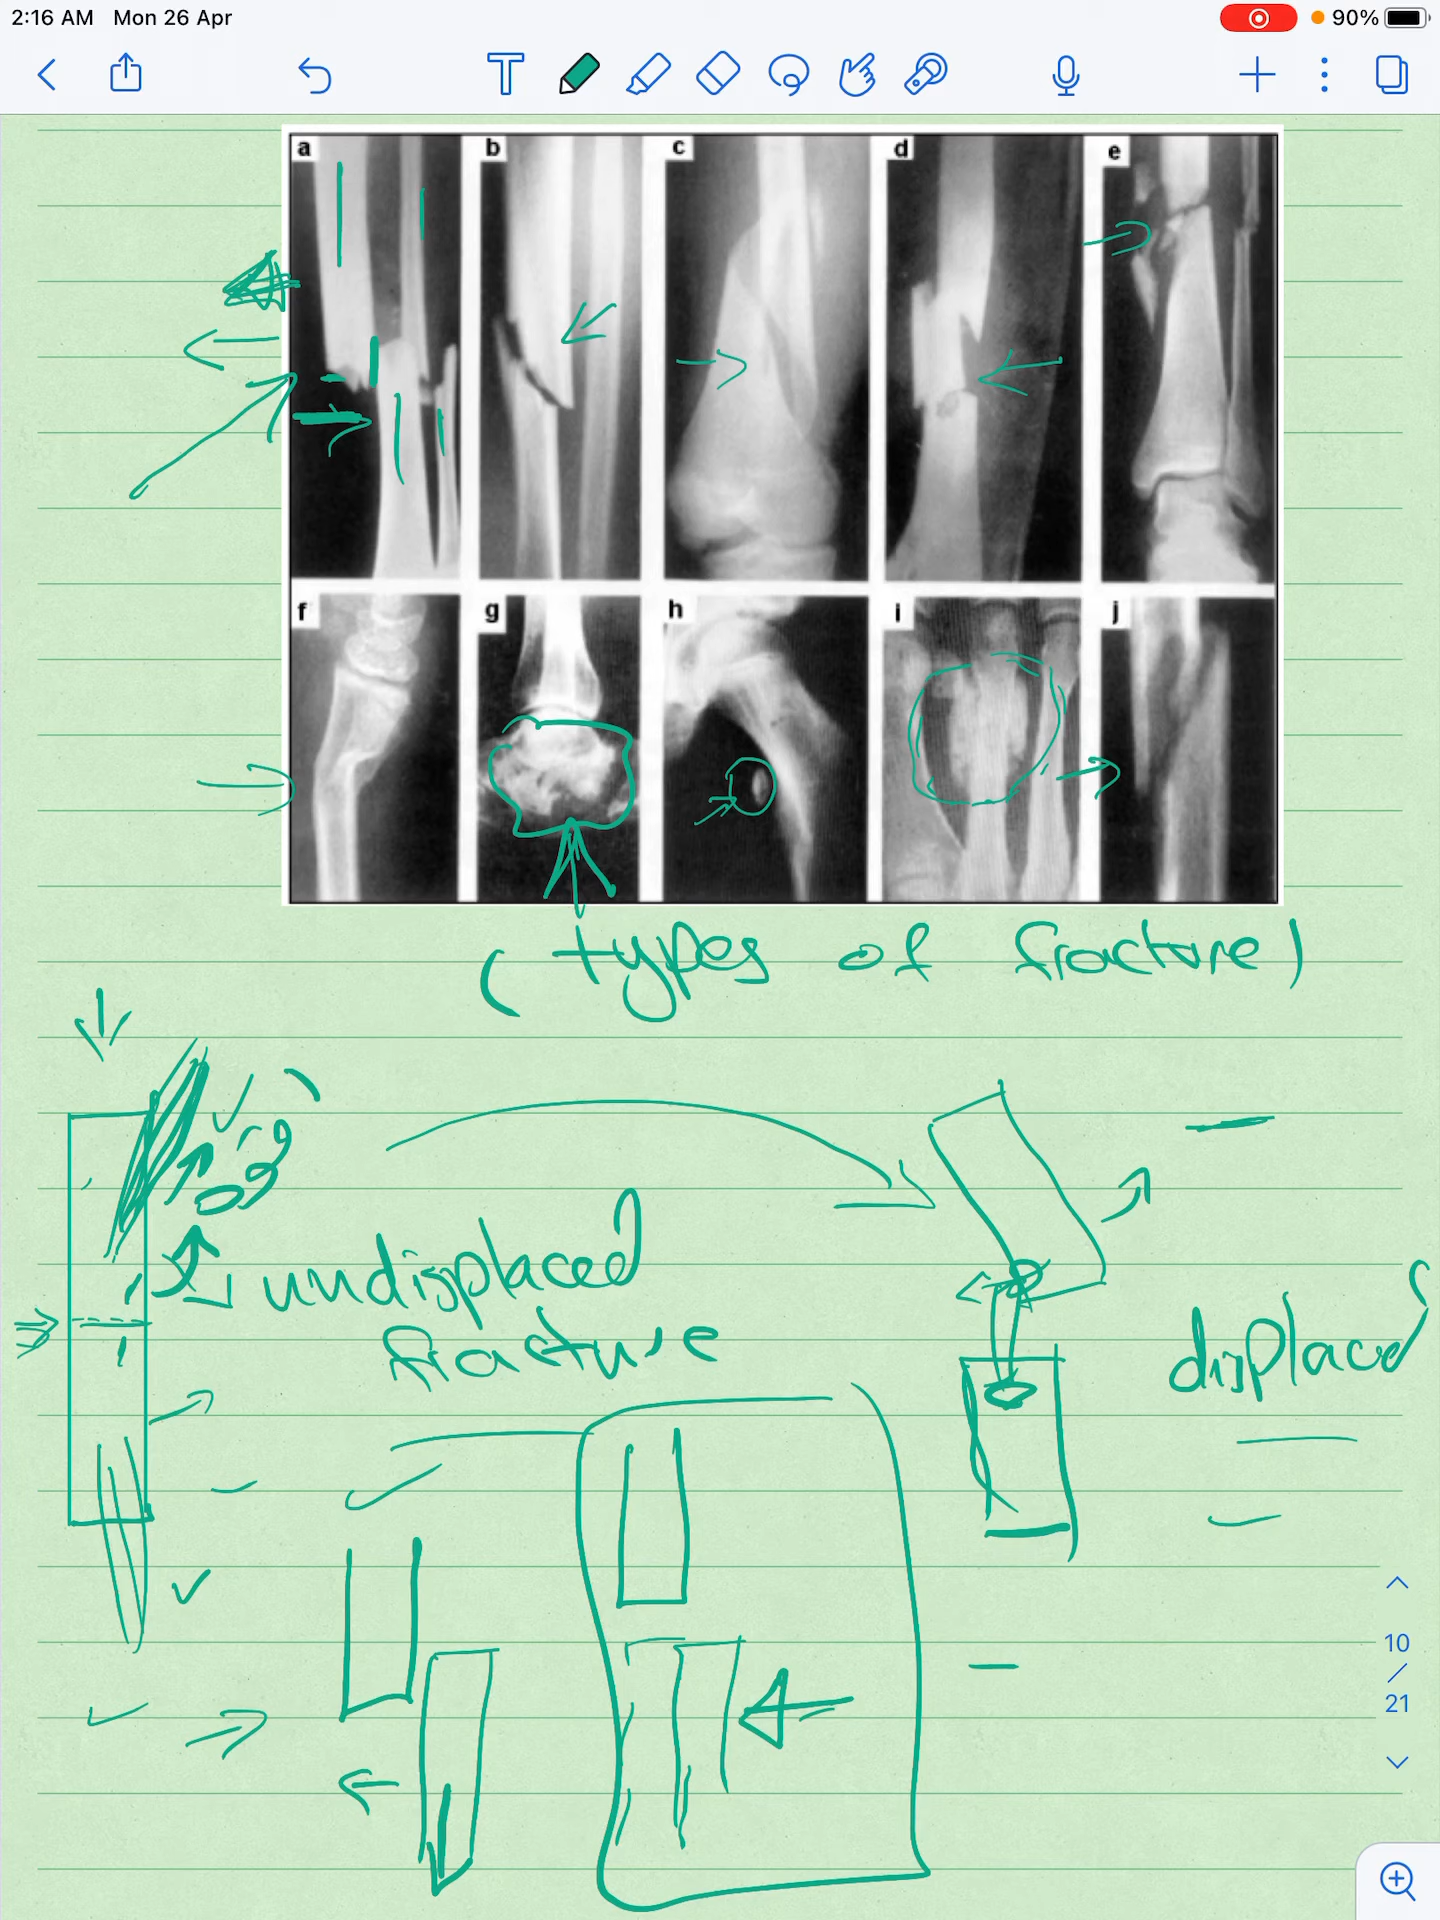 2:16 AM Mon 26 Apr
90%
a b c d e
f g h i j
(types of fracture)
undisplaced
fracture
displaced
10
/
21